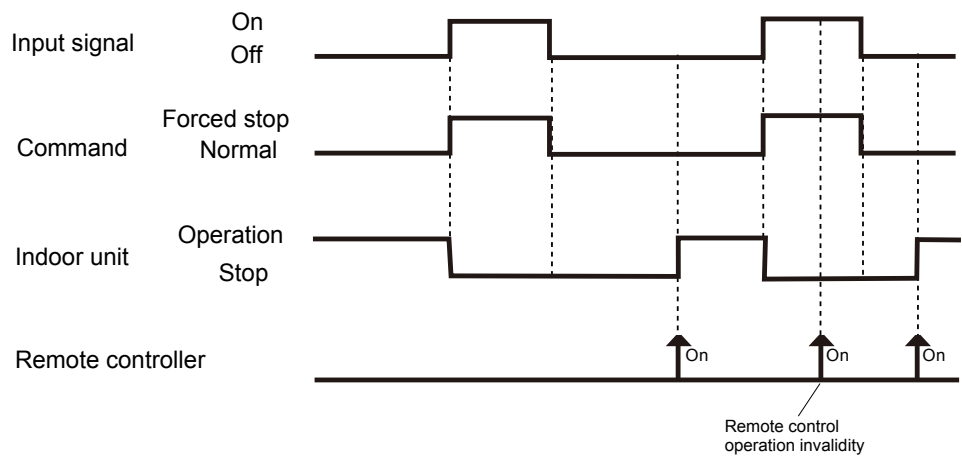 On
Input signal
Off
Forced stop
Command
Normal
Operation
Indoor unit
Stop
Remote controller
On
On
On
Remote control
operation invalidity